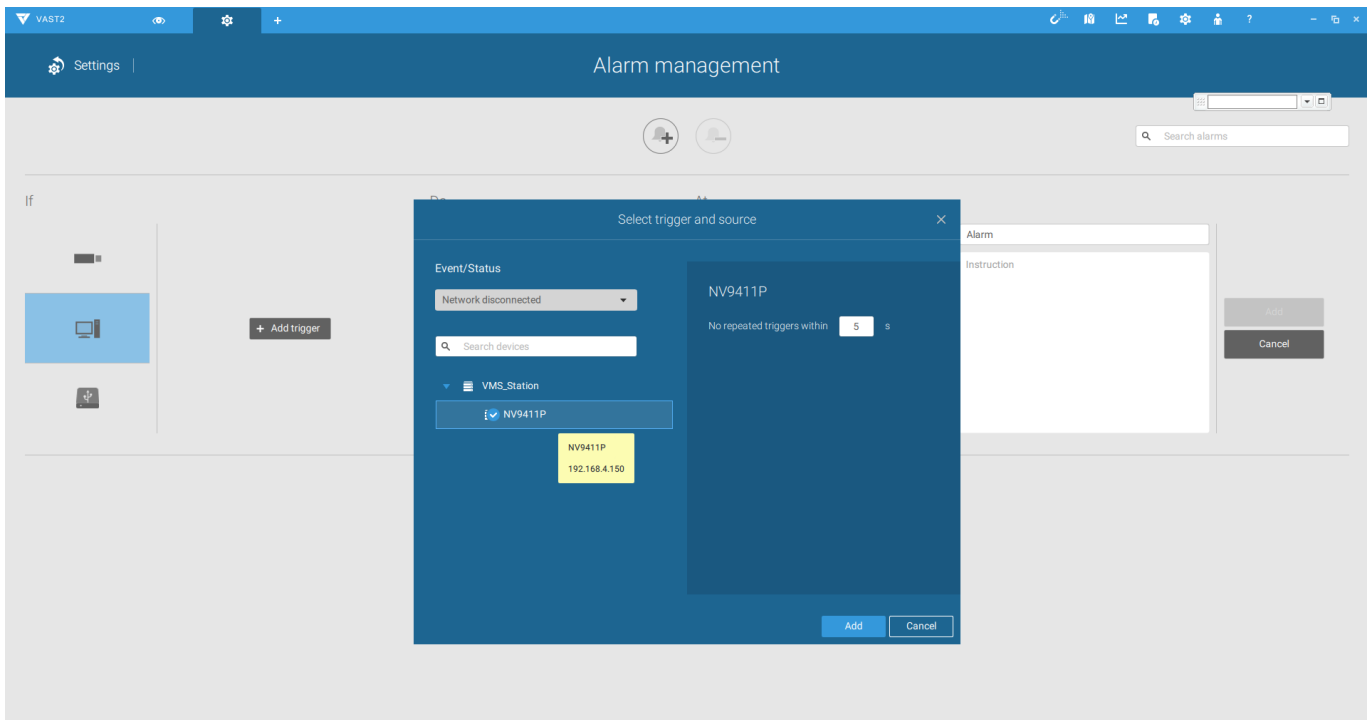 VAST2
?
Settings
Alarm management
Search alarms
If
Select trigger and source
Alarm
Event/Status
Instruction
Network disconnected
NV9411P
Add
+ Add trigger
No repeated triggers within 5 s
Search devices
Cancel
VMS_Station
NV9411P
NV9411P
192.168.4.150
Add
Cancel